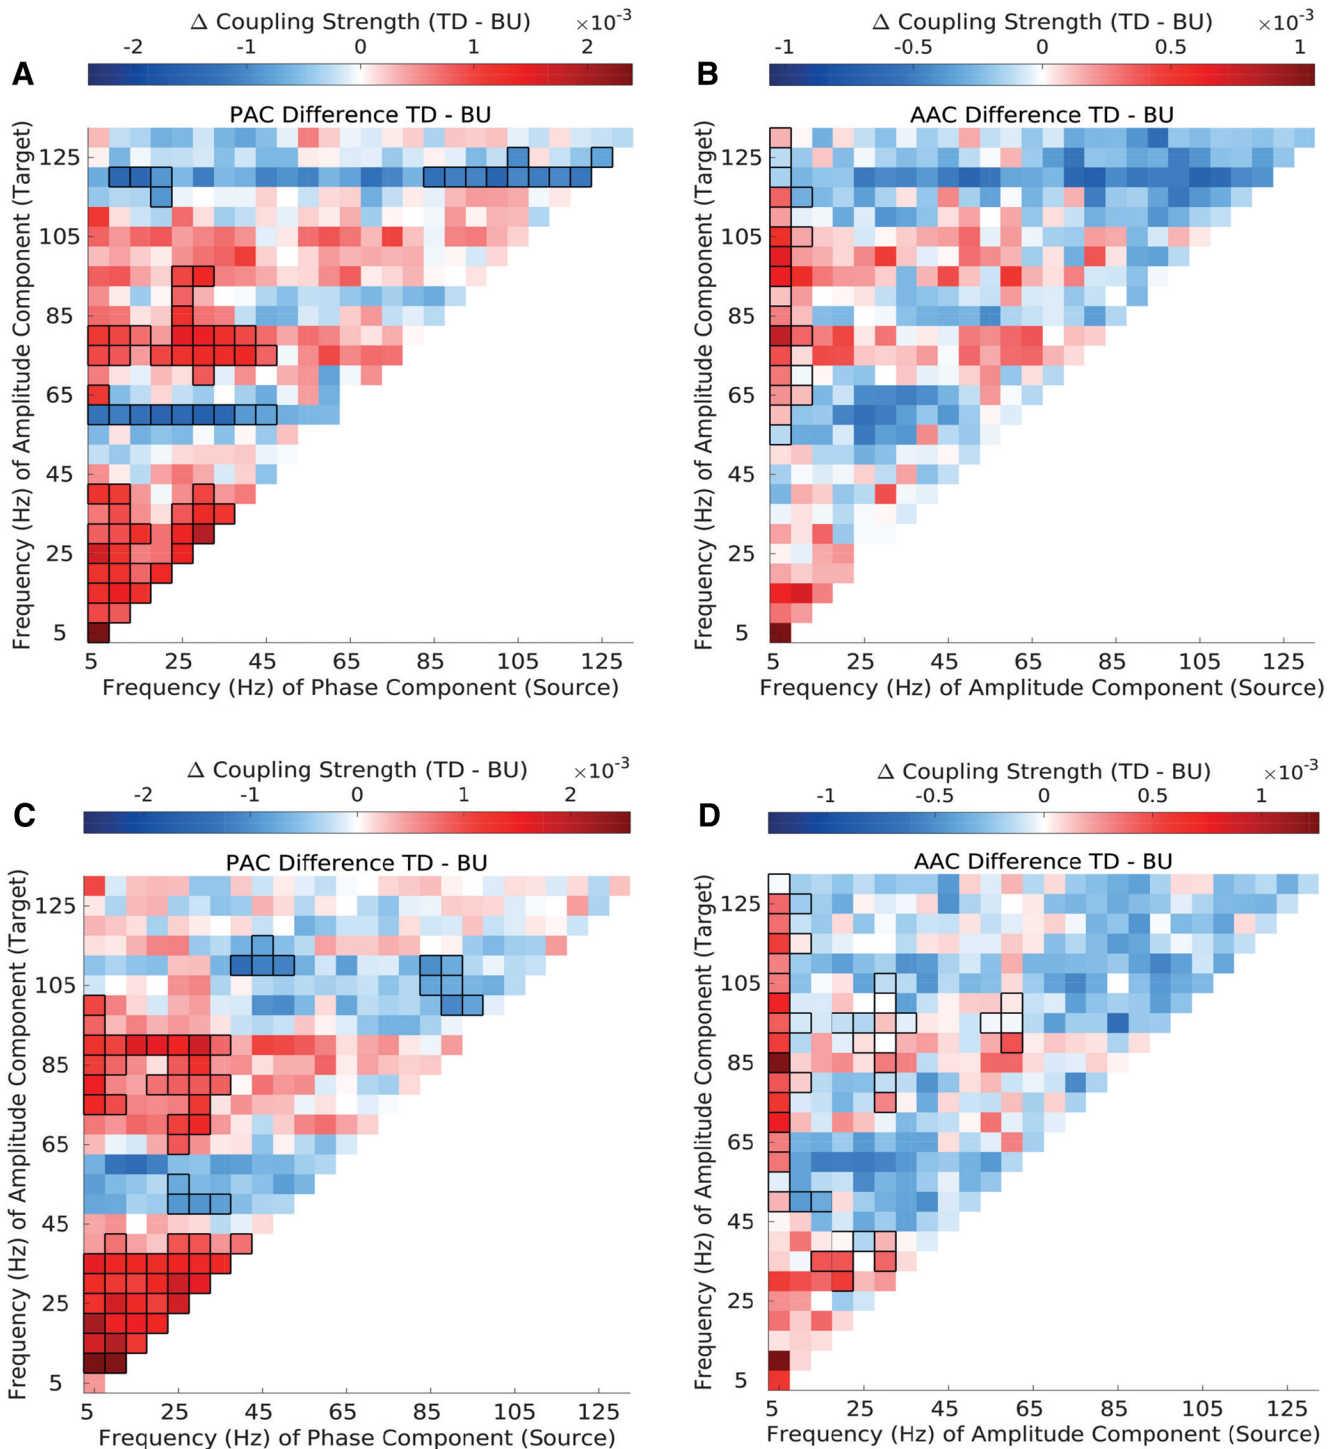 Δ Coupling Strength (TD - BU) ×10-3
-2 -1 0 1 2
A
PAC Difference TD - BU
Frequency (Hz) of Amplitude Component (Target)
125
105
85
65
45
25
5
5 25 45 65 85 105 125
Frequency (Hz) of Phase Component (Source)
Δ Coupling Strength (TD - BU) ×10-3
-1 -0.5 0 0.5 1
B
AAC Difference TD - BU
Frequency (Hz) of Amplitude Component (Target)
125
105
85
65
45
25
5
5 25 45 65 85 105 125
Frequency (Hz) of Amplitude Component (Source)
Δ Coupling Strength (TD - BU) ×10-3
-2 -1 0 1 2
C
PAC Difference TD - BU
Frequency (Hz) of Amplitude Component (Target)
125
105
85
65
45
25
5
5 25 45 65 85 105 125
Frequency (Hz) of Phase Component (Source)
Δ Coupling Strength (TD - BU) ×10-3
-1 -0.5 0 0.5 1
D
AAC Difference TD - BU
Frequency (Hz) of Amplitude Component (Target)
125
105
85
65
45
25
5
5 25 45 65 85 105 125
Frequency (Hz) of Amplitude Component (Source)